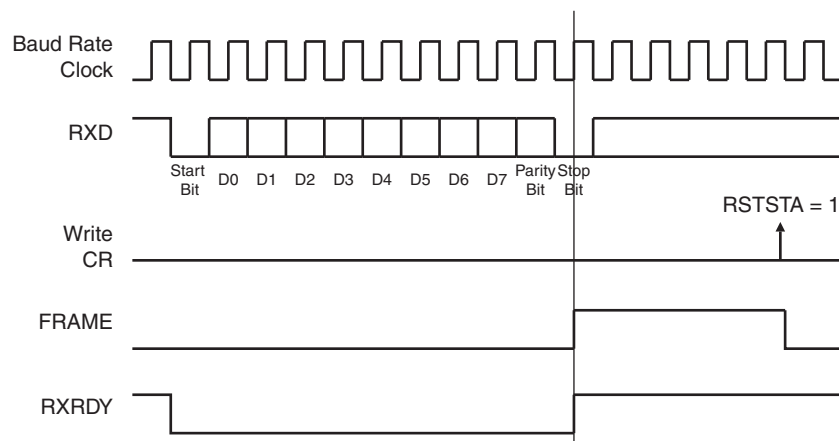 Baud Rate
Clock
RXD
Start
Bit
D0 D1 D2 D3 D4 D5 D6 D7
Parity
Bit
Stop
Bit
RSTSTA = 1
Write
CR
FRAME
RXRDY